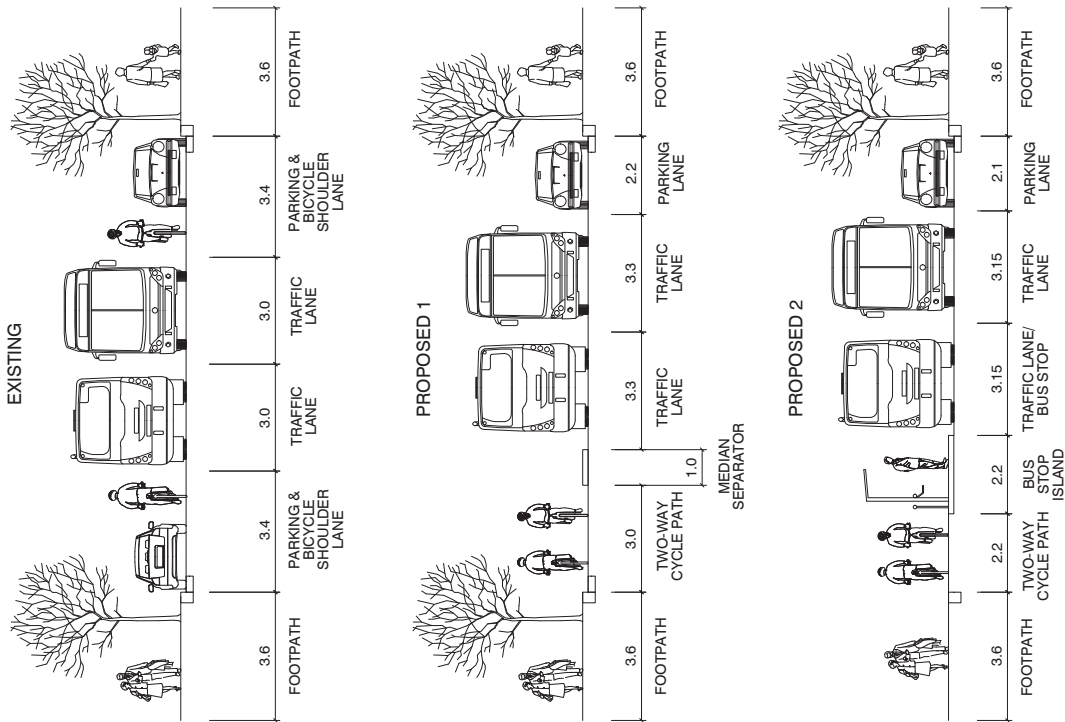 EXISTING
3.6
3.4
3.0
3.0
3.4
3.6
FOOTPATH
PARKING &
BICYCLE
SHOULDER
LANE
TRAFFIC
LANE
TRAFFIC
LANE
PARKING &
BICYCLE
SHOULDER
LANE
FOOTPATH
PROPOSED 1
3.6
3.0
1.0
3.3
3.3
2.2
3.6
FOOTPATH
TWO-WAY
CYCLE PATH
MEDIAN
SEPARATOR
TRAFFIC
LANE
TRAFFIC
LANE
PARKING
LANE
FOOTPATH
PROPOSED 2
3.6
2.2
2.2
3.15
3.15
2.1
3.6
FOOTPATH
TWO-WAY
CYCLE PATH
BUS
STOP
ISLAND
TRAFFIC LANE/
BUS STOP
TRAFFIC
LANE
PARKING
LANE
FOOTPATH